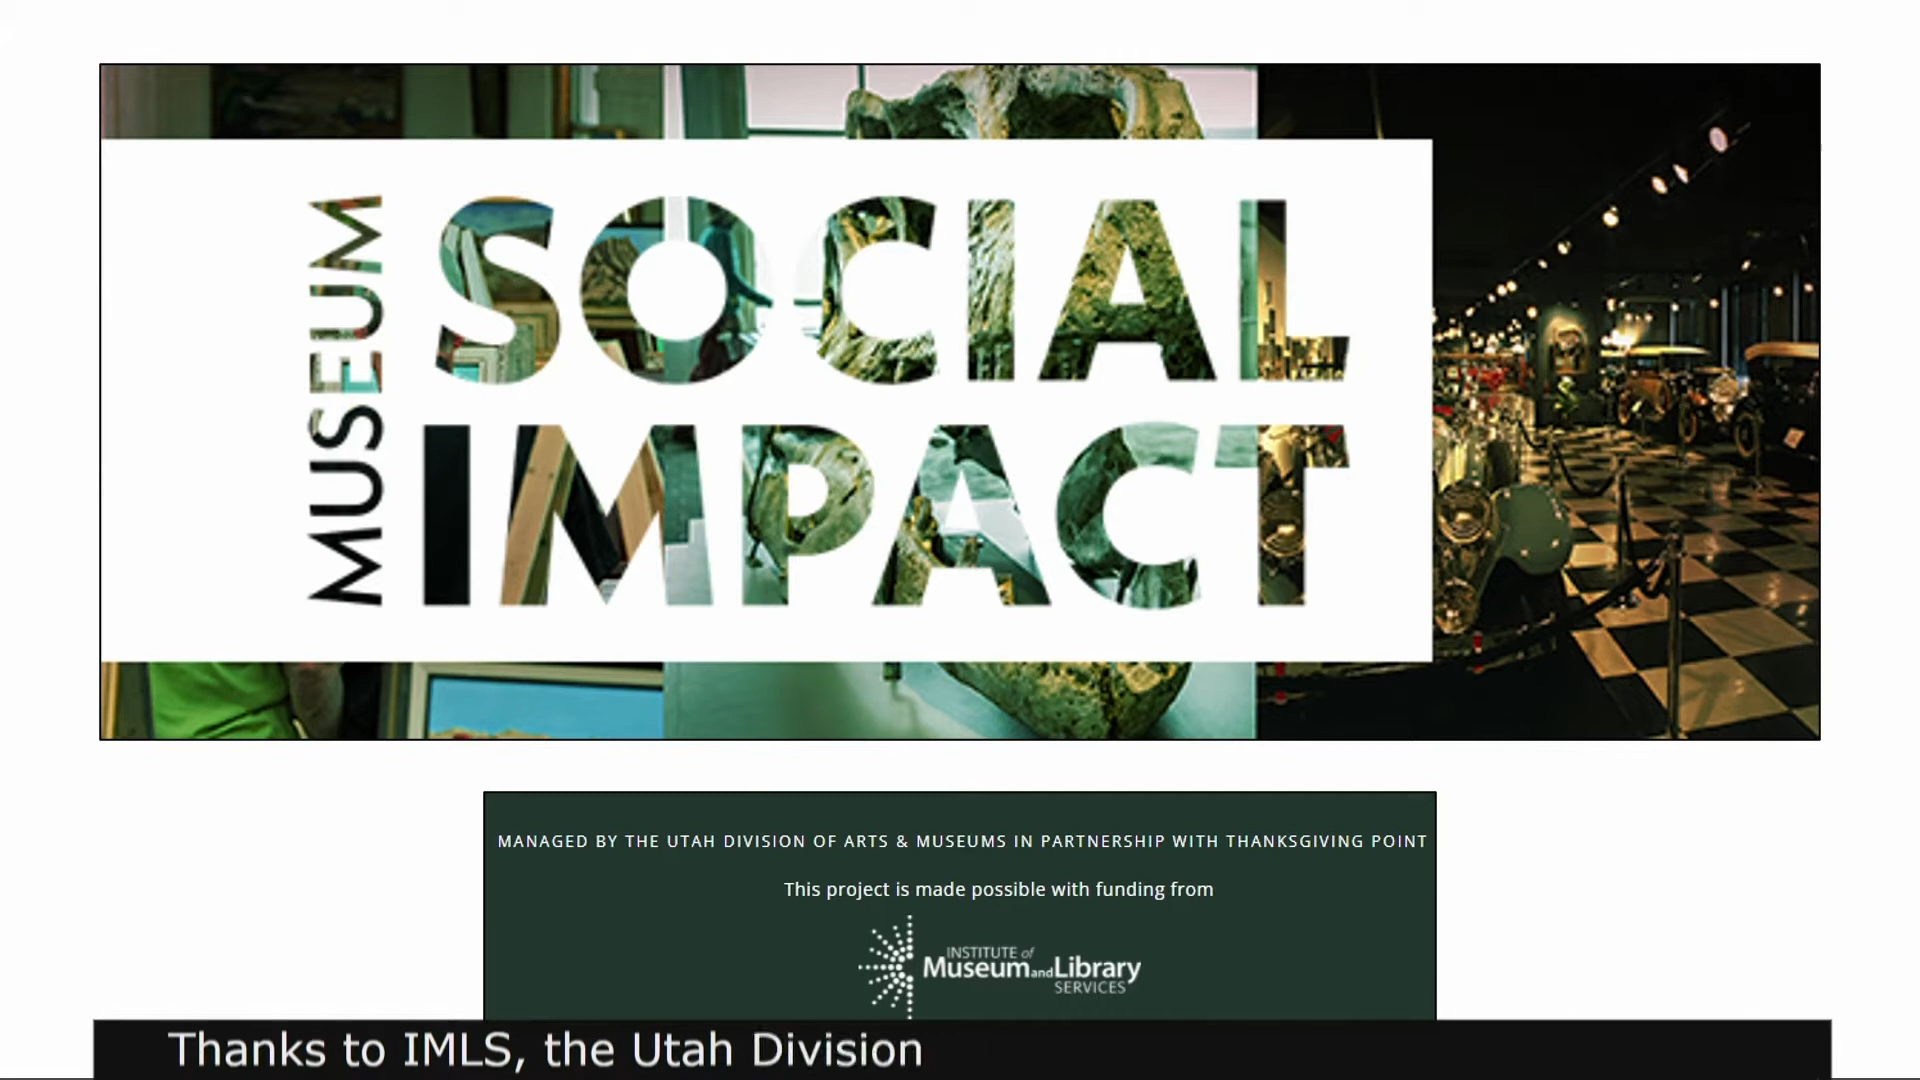 MUSEUM
SOCIAL
IMPACT
MANAGED BY THE UTAH DIVISION OF ARTS & MUSEUMS IN PARTNERSHIP WITH THANKSGIVING POINT
This project is made possible with funding from
INSTITUTE of
Museum and Library
SERVICES
Thanks to IMLS, the Utah Division